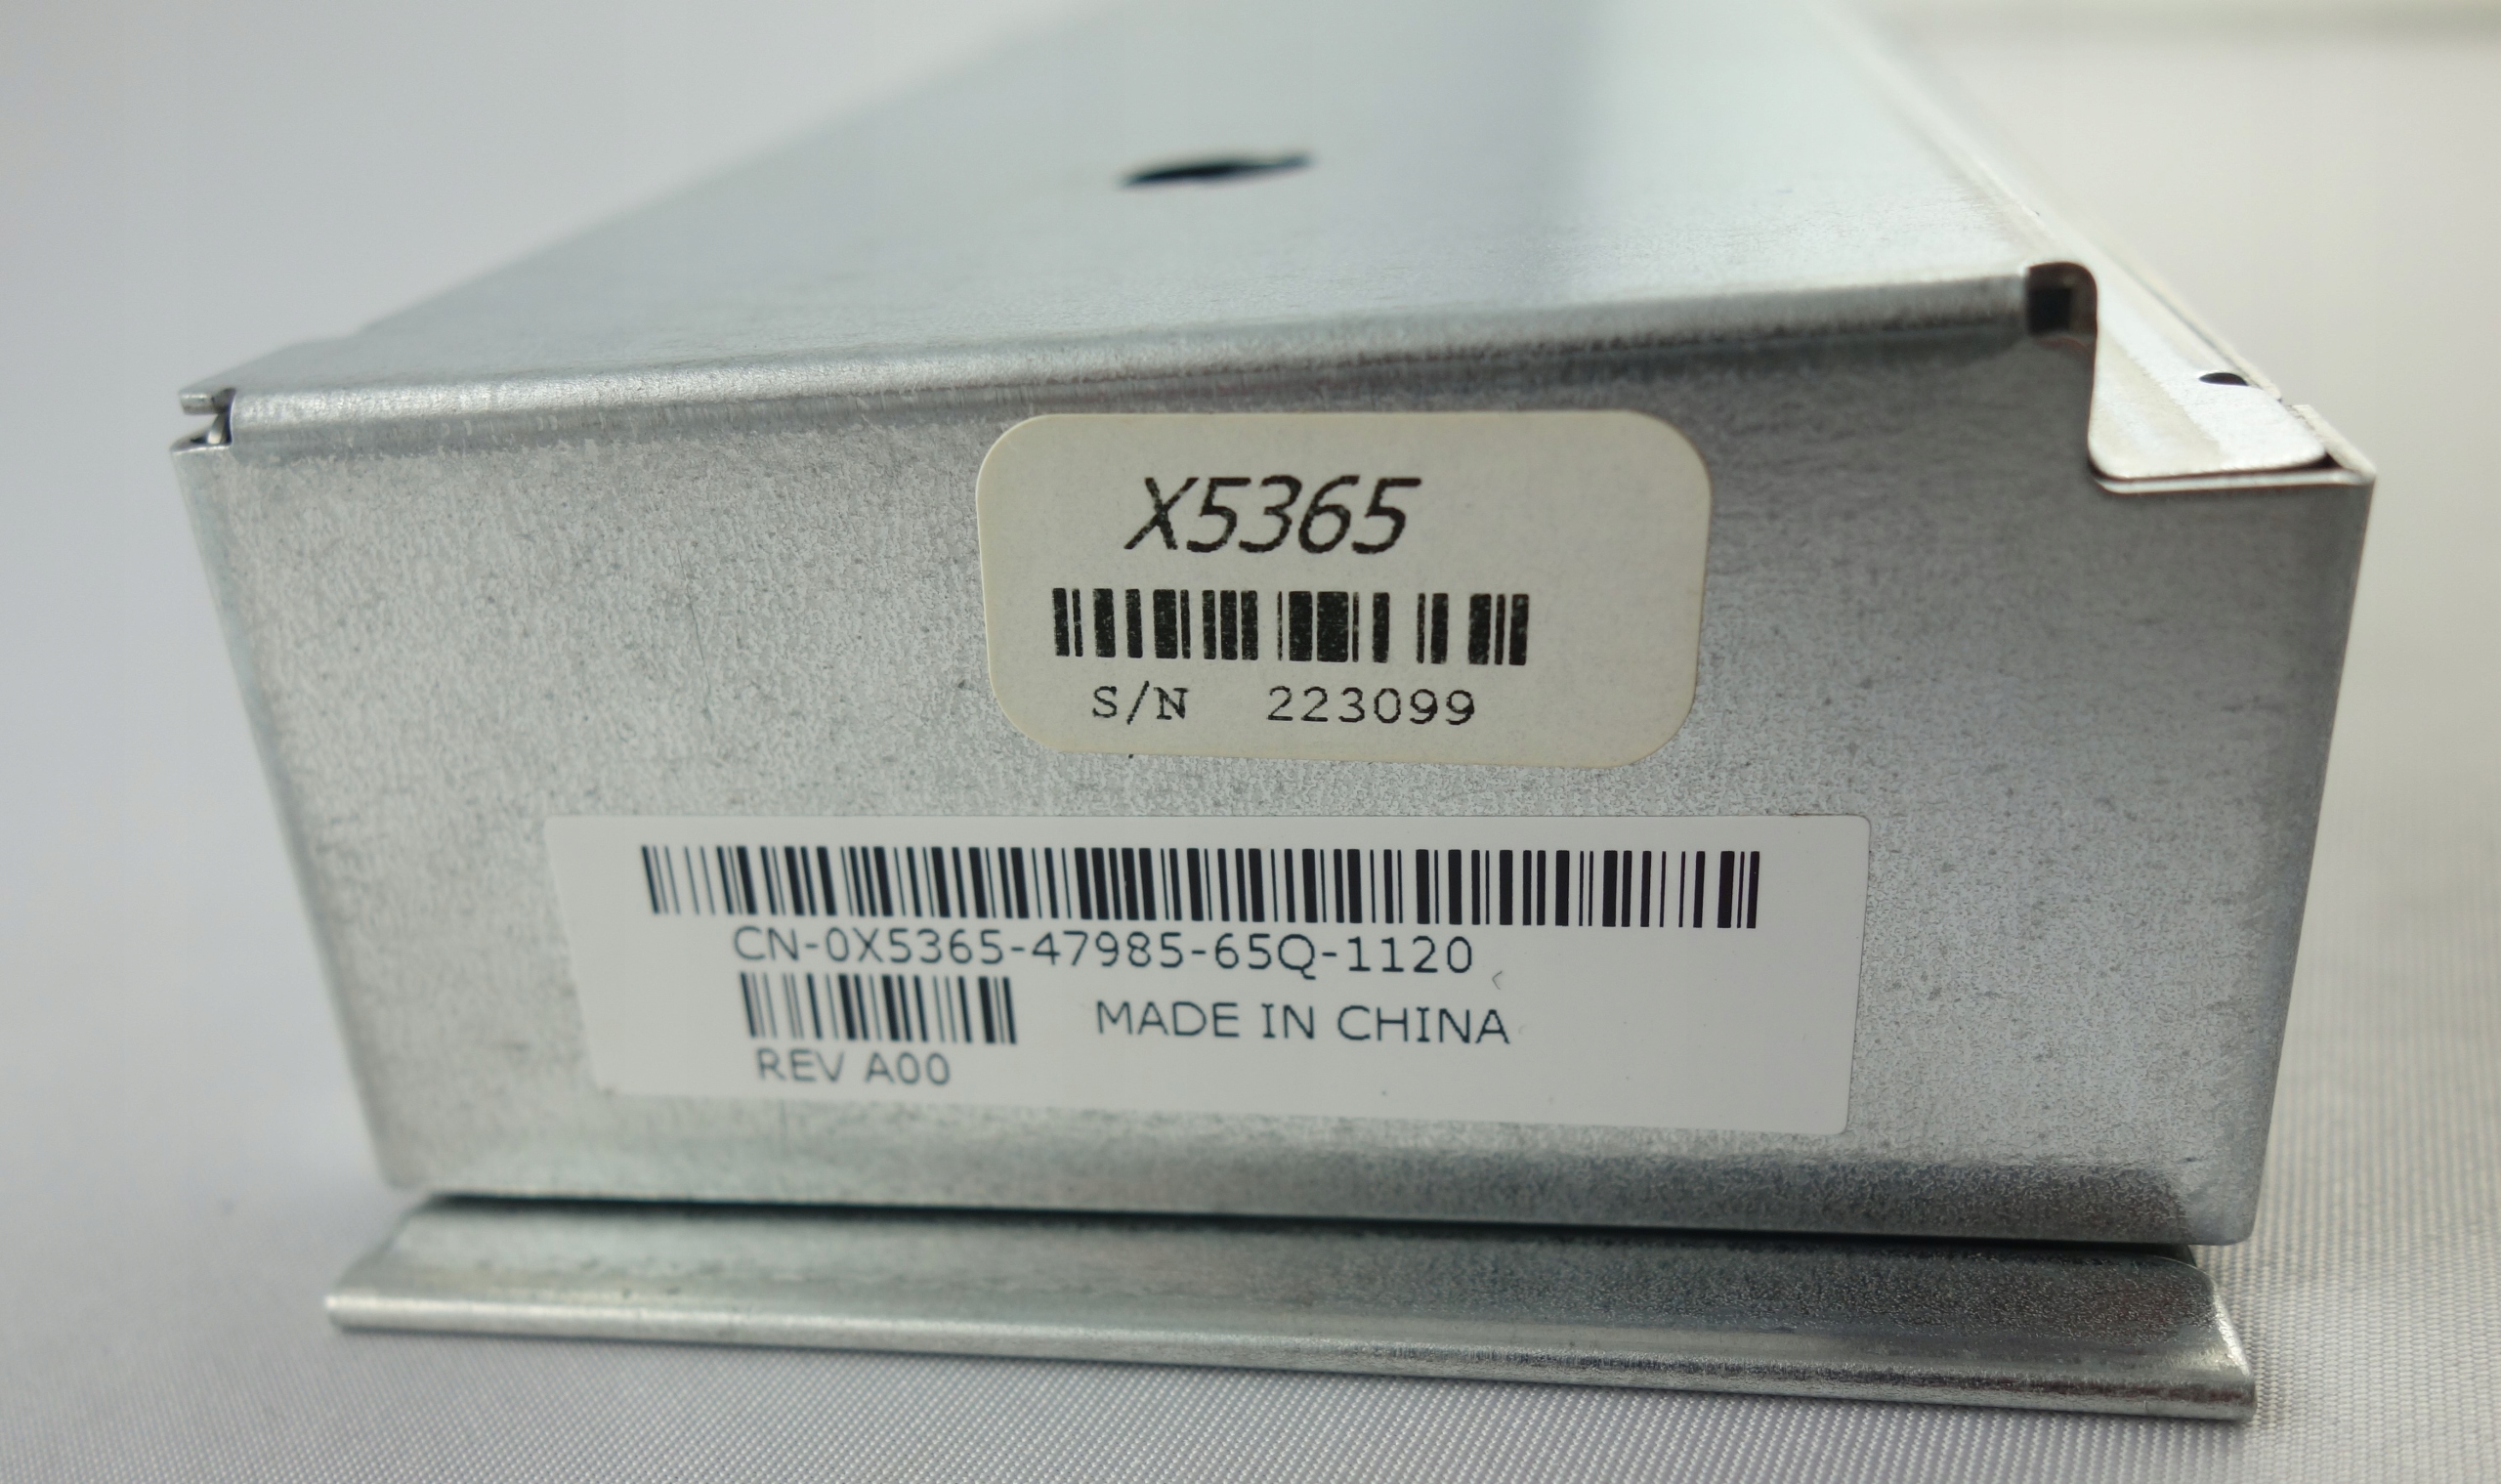 X5365
S/N 223099
CN-0X5365-47985-65Q-1120
MADE IN CHINA
REV A00